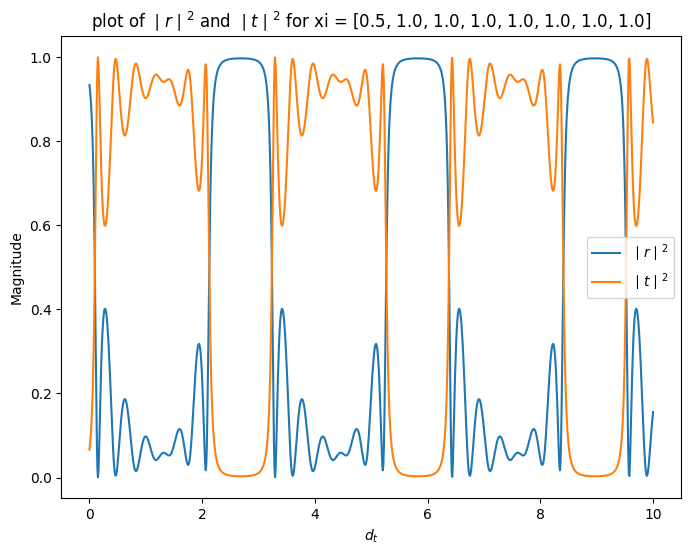 plot of | r |² and | t |² for xi = [0.5, 1.0, 1.0, 1.0, 1.0, 1.0, 1.0, 1.0]
1.0
0.8
0.6
0.4
0.2
0.0
Magnitude
| r |²
| t |²
0
2
4
6
8
10
dₜ